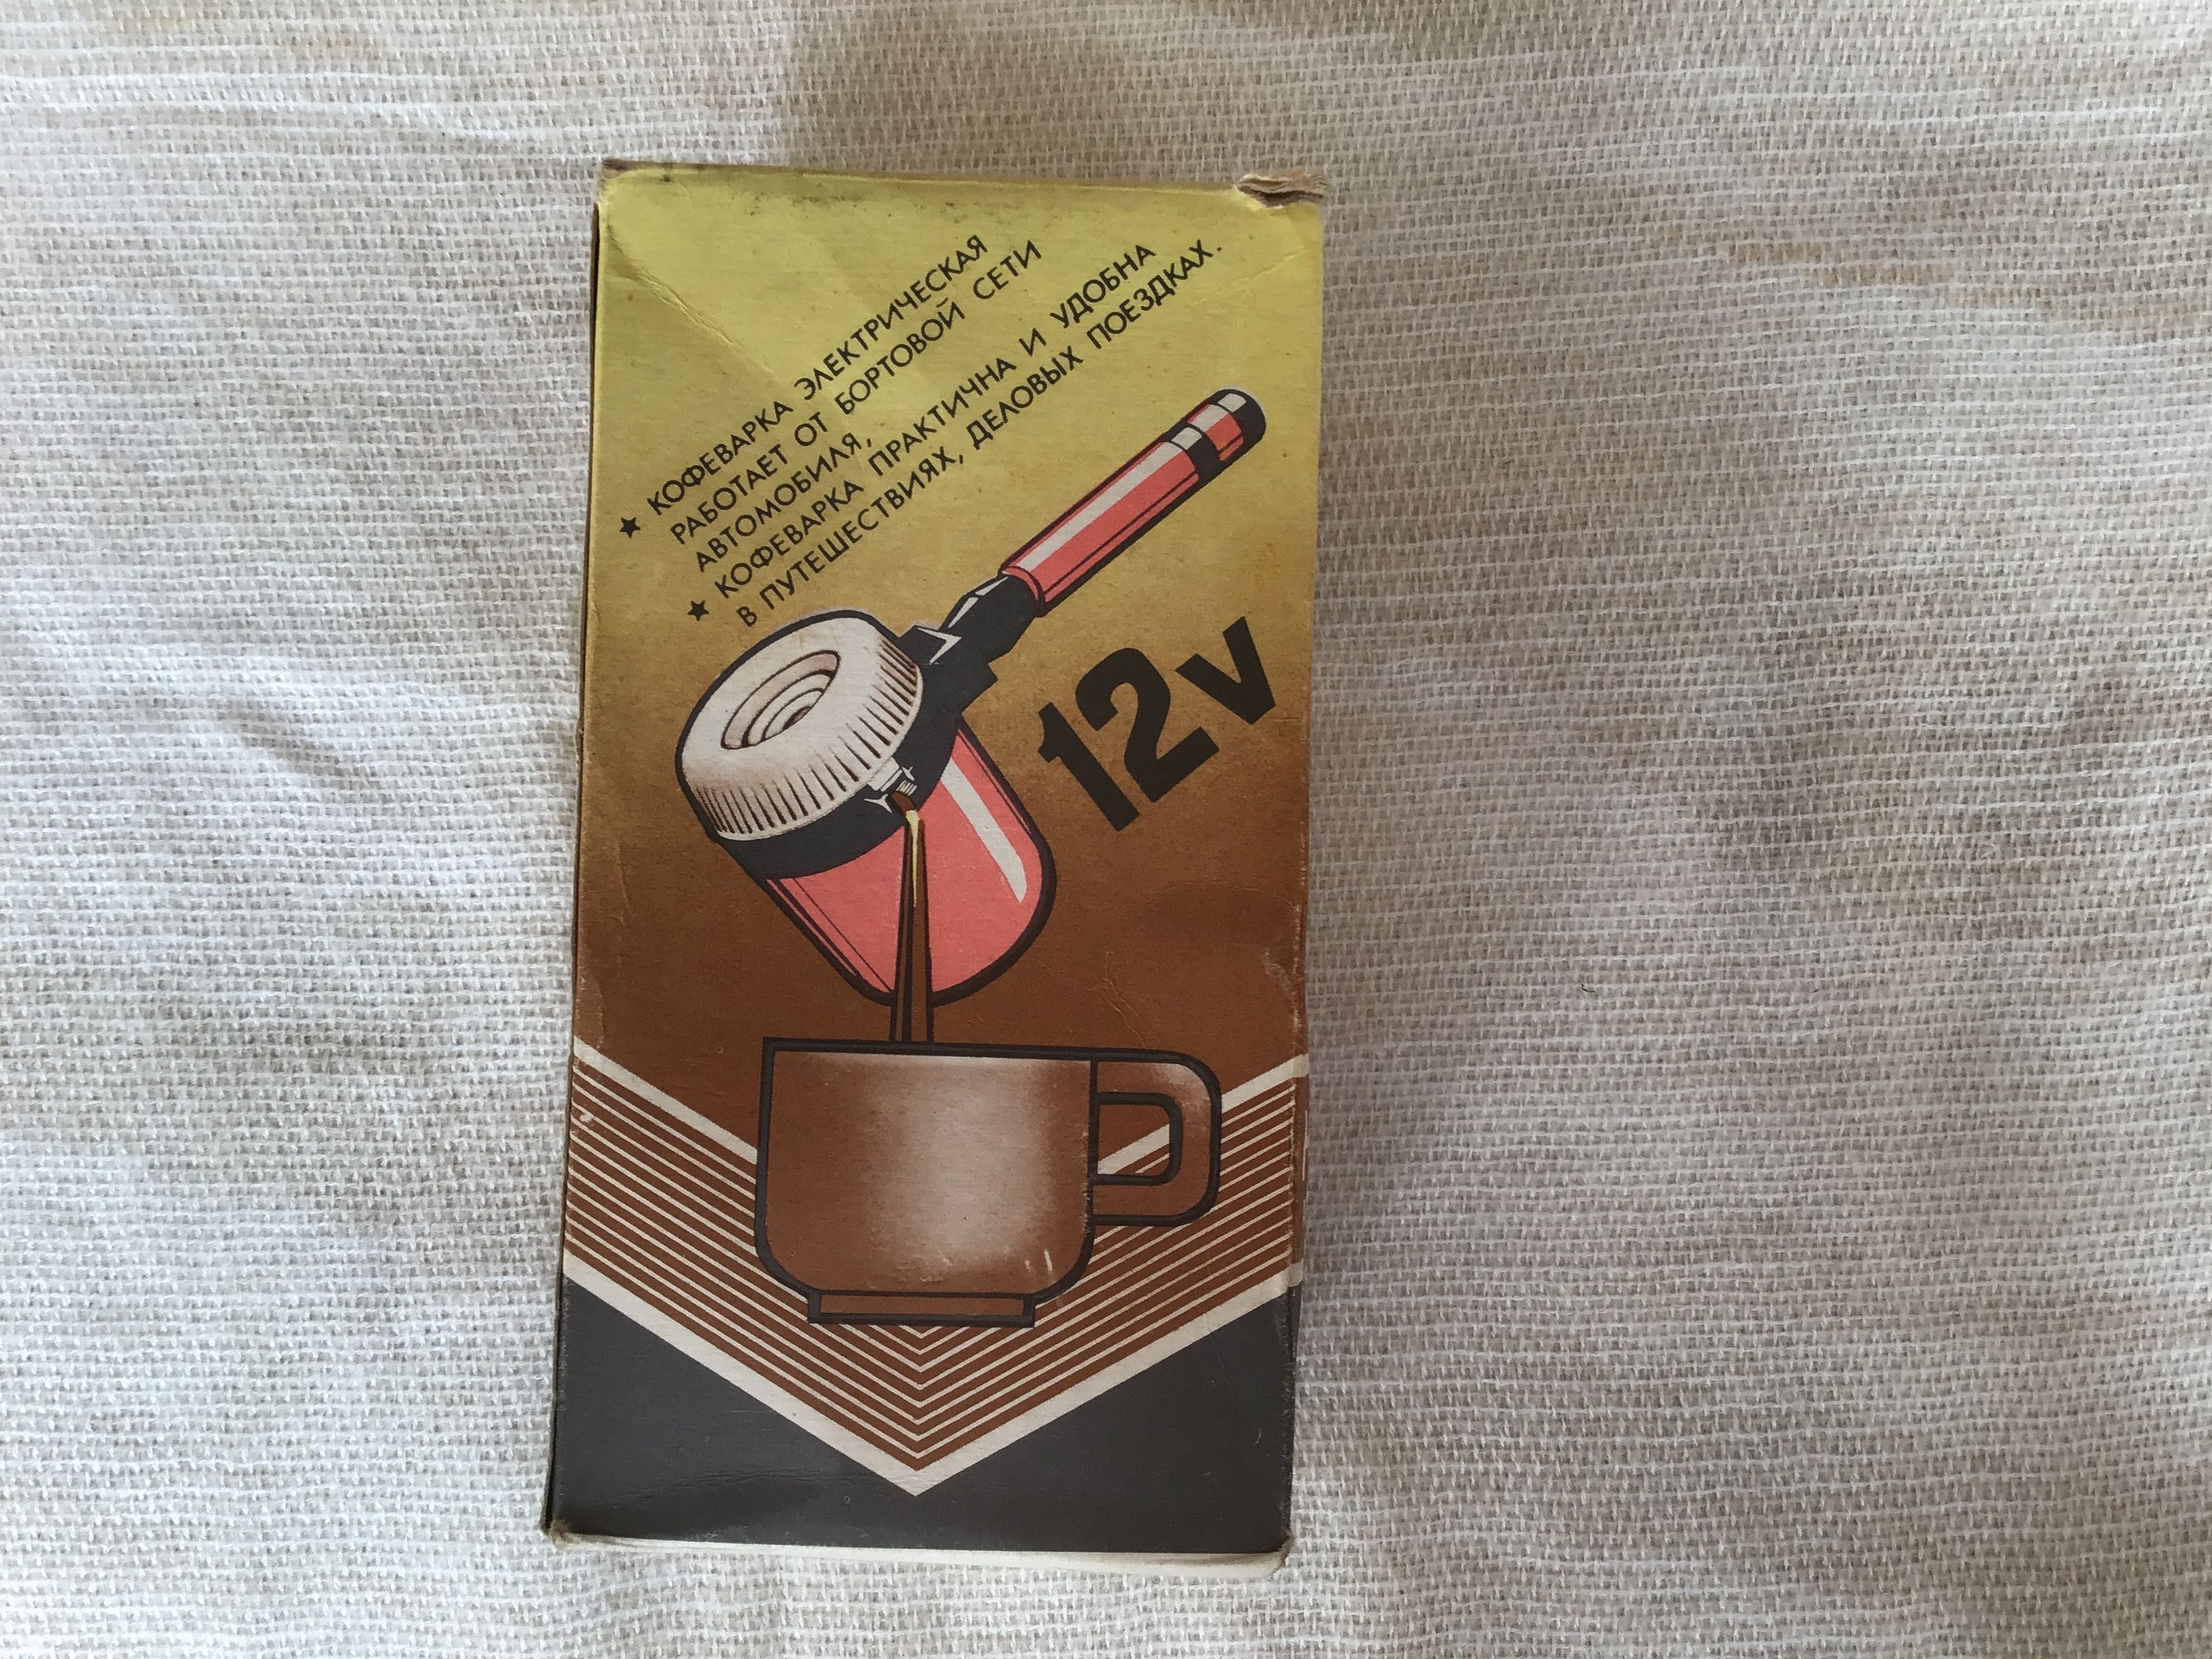 ★ КОФЕВАРКА ЭЛЕКТРИЧЕСКАЯ
РАБОТАЕТ ОТ БОРТОВОЙ СЕТИ
АВТОМОБИЛЯ,
★ КОФЕВАРКА ПРАКТИЧНА И УДОБНА
В ПУТЕШЕСТВИЯХ, ДЕЛОВЫХ ПОЕЗДКАХ.
12v